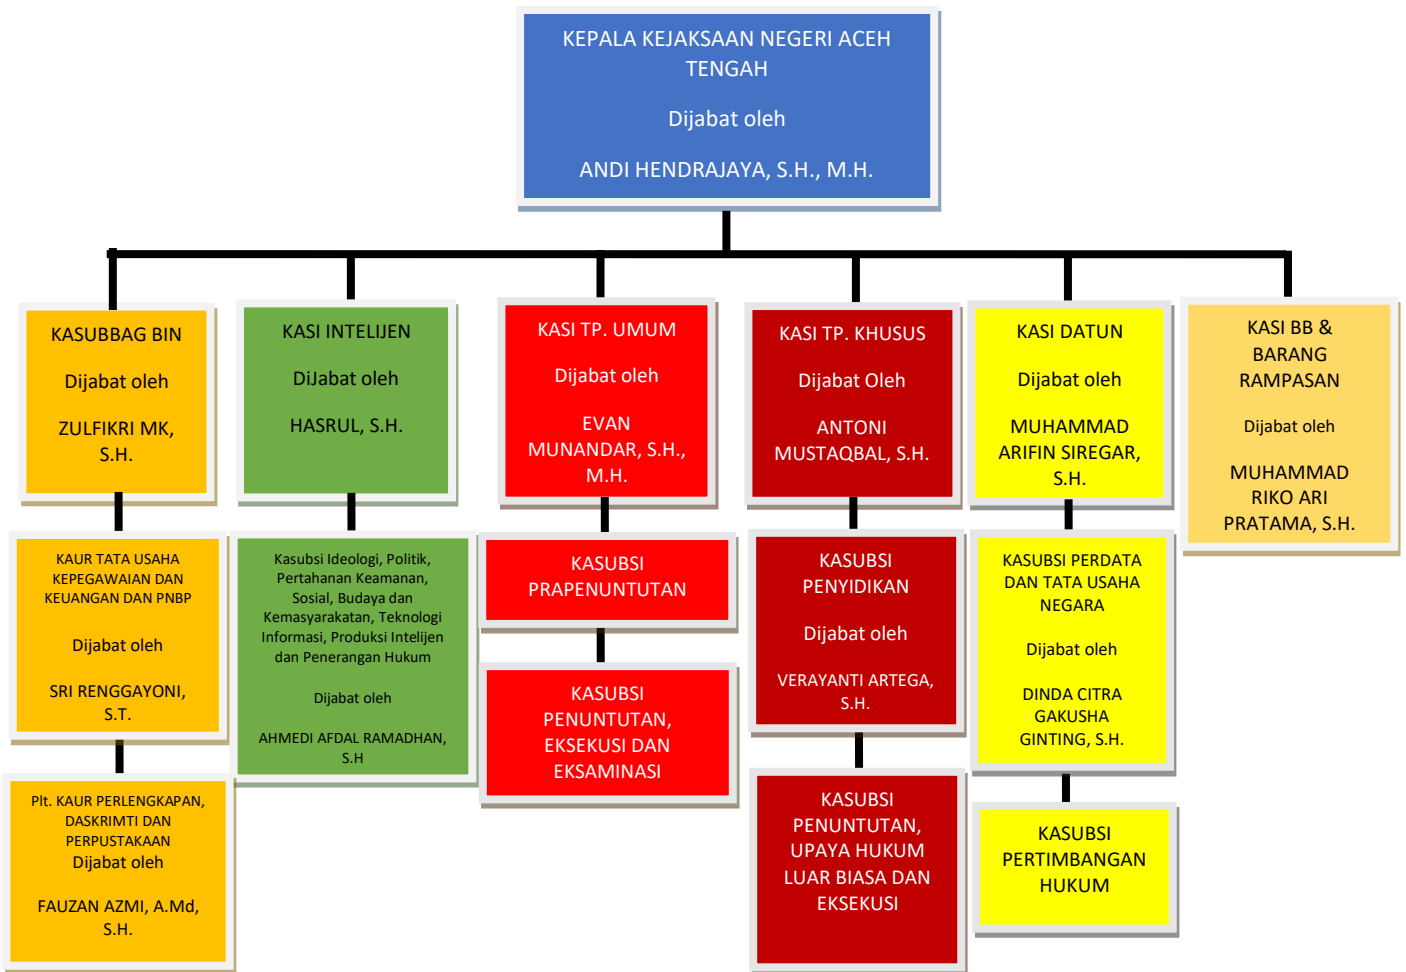 KEPALA KEJAKSAAN NEGERI ACEH
TENGAH
Dijabat oleh
ANDI HENDRAJAYA, S.H., M.H.
KASUBBAG BIN
Dijabat oleh
ZULFIKRI MK,
S.H.
KASI INTELIJEN
DiJabat oleh
HASRUL, S.H.
KASI TP. UMUM
Dijabat oleh
EVAN
MUNANDAR, S.H.,
M.H.
KASI TP. KHUSUS
Dijabat Oleh
ANTONI
MUSTAQBAL, S.H.
KASI DATUN
Dijabat oleh
MUHAMMAD
ARIFIN SIREGAR,
S.H.
KASI BB &
BARANG
RAMPASAN
Dijabat oleh
MUHAMMAD
RIKO ARI
PRATAMA, S.H.
KAUR TATA USAHA
KEPEGAWAIAN DAN
KEUANGAN DAN PNBP
Dijabat oleh
SRI RENGGAYONI,
S.T.
Kasubsi Ideologi, Politik,
Pertahanan Keamanan,
Sosial, Budaya dan
Kemasyarakatan, Teknologi
Informasi, Produksi Intelijen
dan Penerangan Hukum
Dijabat oleh
AHMEDI AFDAL RAMADHAN,
S.H
KASUBSI
PRAPENUNTUTAN
KASUBSI
PENYIDIKAN
Dijabat oleh
VERAYANTI ARTEGA,
S.H.
KASUBSI PERDATA
DAN TATA USAHA
NEGARA
Dijabat oleh
DINDA CITRA
GAKUSHA
GINTING, S.H.
Plt. KAUR PERLENGKAPAN,
DASKRIMTI DAN
PERPUSTAKAAN
Dijabat oleh
FAUZAN AZMI, A.Md,
S.H.
KASUBSI
PENUNTUTAN,
EKSEKUSI DAN
EKSAMINASI
KASUBSI
PENUNTUTAN,
UPAYA HUKUM
LUAR BIASA DAN
EKSEKUSI
KASUBSI
PERTIMBANGAN
HUKUM